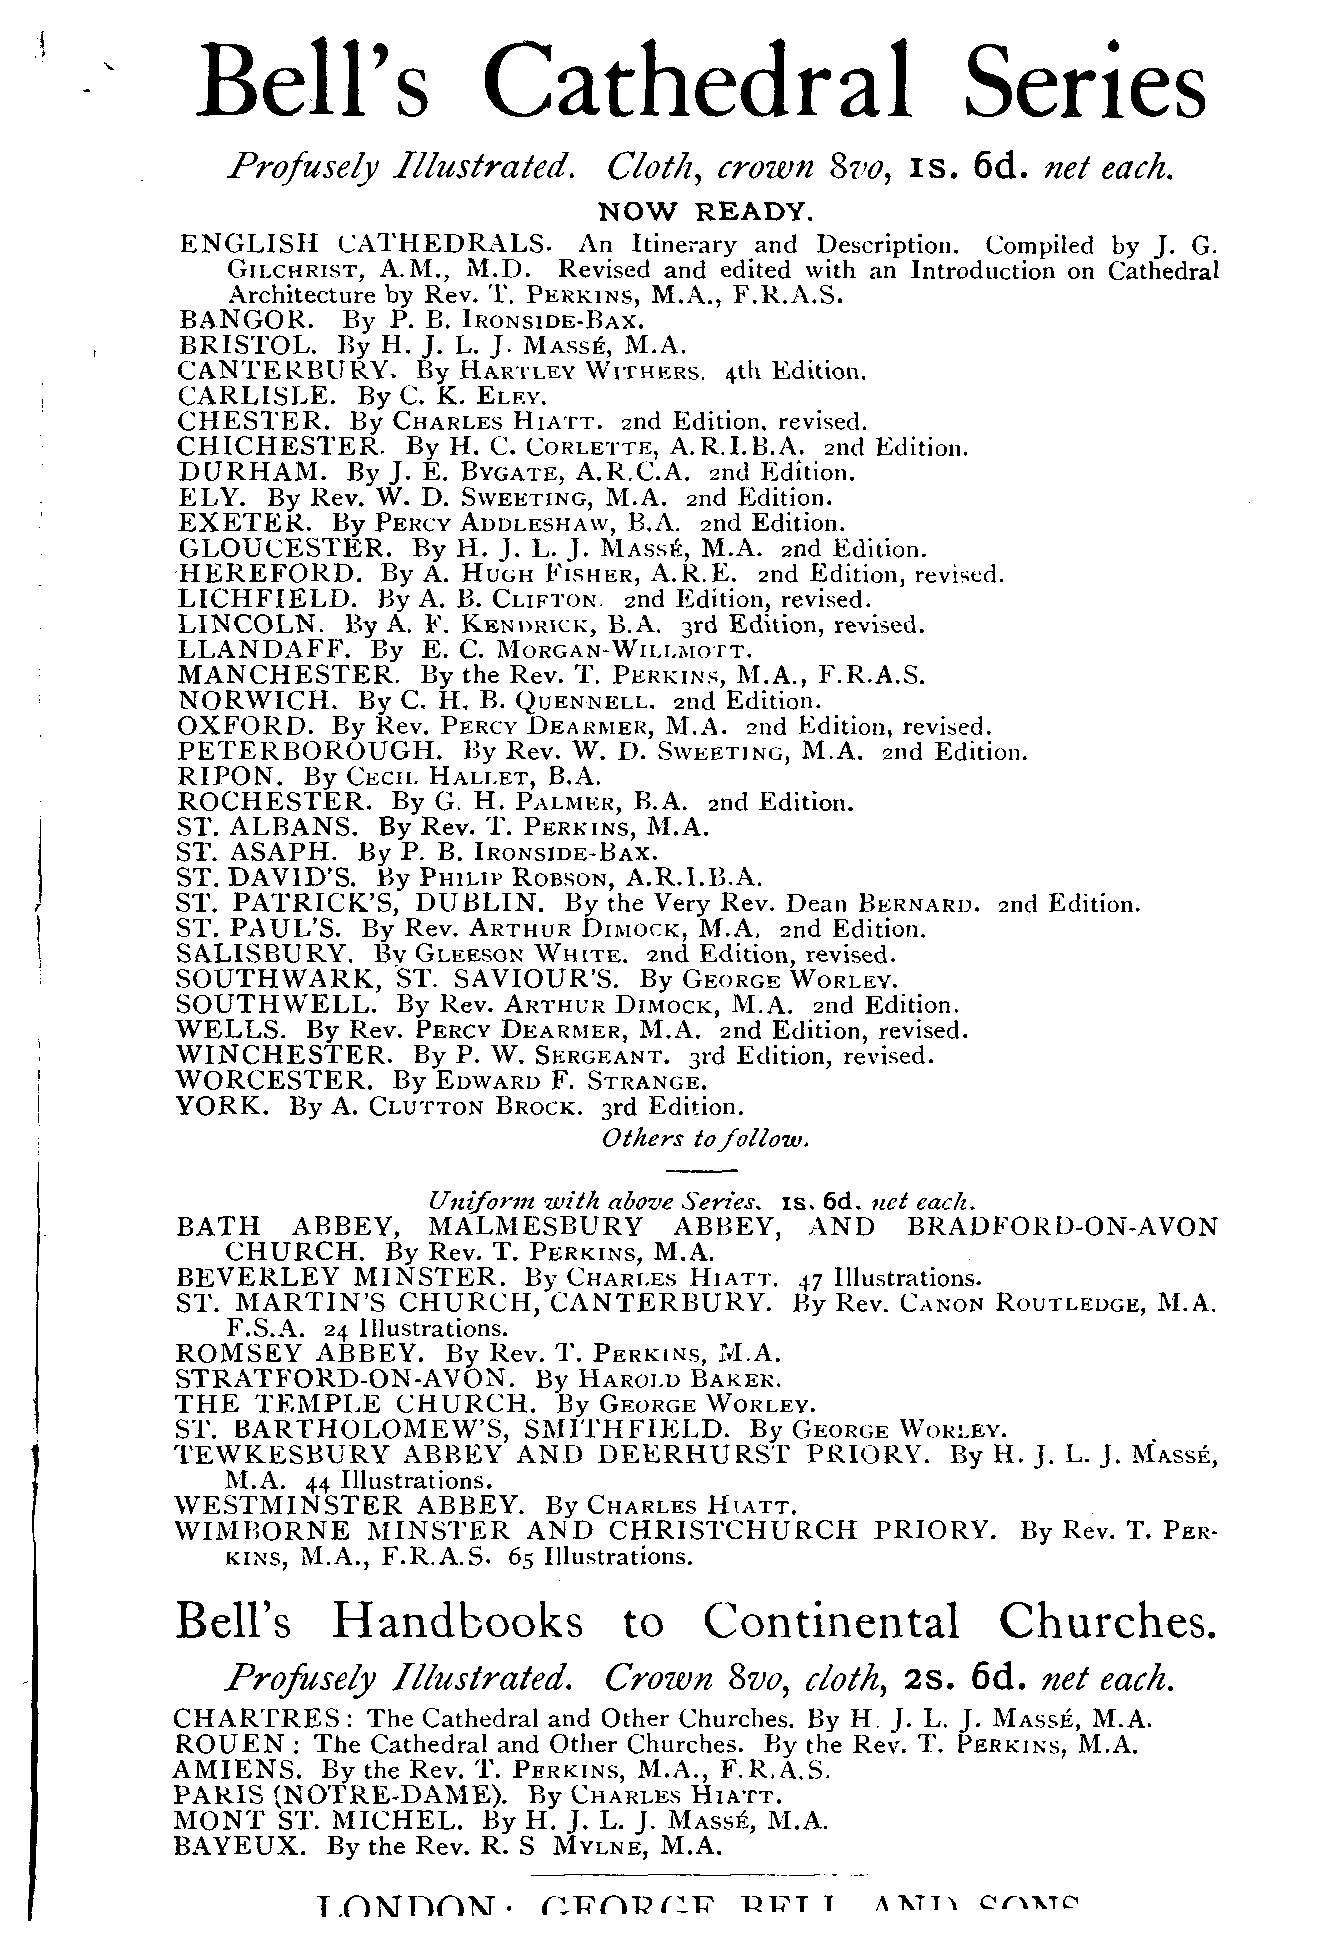 Bell's Cathedral Series
Profusely Illustrated. Cloth, crown 8vo, 1s. 6d. net each.
NOW READY.
ENGLISH CATHEDRALS. An Itinerary and Description. Compiled by J. G.
GILCHRIST, A.M., M.D. Revised and edited with an Introduction on Cathedral
Architecture by Rev. T. PERKINS, M.A., F.R.A.S.
BANGOR. By P. B. IRONSIDE-BAX.
BRISTOL. By H. J. L. J. MASSÉ, M.A.
CANTERBURY. By HARTLEY WITHERS. 4th Edition.
CARLISLE. By C. K. ELEY.
CHESTER. By CHARLES HIATT. 2nd Edition, revised.
CHICHESTER. By H. C. CORLETTE, A.R.I.B.A. 2nd Edition.
DURHAM. By J. E. BYGATE, A.R.C.A. 2nd Edition.
ELY. By Rev. W. D. SWEETING, M.A. 2nd Edition.
EXETER. By PERCY ADDLESHAW, B.A. 2nd Edition.
GLOUCESTER. By H. J. L. J. MASSÉ, M.A. 2nd Edition.
HEREFORD. By A. HUGH FISHER, A.R.E. 2nd Edition, revised.
LICHFIELD. By A. B. CLIFTON. 2nd Edition, revised.
LINCOLN. By A. F. KENDRICK, B.A. 3rd Edition, revised.
LLANDAFF. By E. C. MORGAN-WILLMOTT.
MANCHESTER. By the Rev. T. PERKINS, M.A., F.R.A.S.
NORWICH. By C. H. B. QUENNELL. 2nd Edition.
OXFORD. By Rev. PERCY DEARMER, M.A. 2nd Edition, revised.
PETERBOROUGH. By Rev. W. D. SWEETING, M.A. 2nd Edition.
RIPON. By CECIL HALLET, B.A.
ROCHESTER. By G. H. PALMER, B.A. 2nd Edition.
ST. ALBANS. By Rev. T. PERKINS, M.A.
ST. ASAPH. By P. B. IRONSIDE-BAX.
ST. DAVID'S. By PHILIP ROBSON, A.R.I.B.A.
ST. PATRICK'S, DUBLIN. By the Very Rev. Dean BERNARD. 2nd Edition.
ST. PAUL'S. By Rev. ARTHUR DIMOCK, M.A. 2nd Edition.
SALISBURY. By GLEESON WHITE. 2nd Edition, revised.
SOUTHWARK, ST. SAVIOUR'S. By GEORGE WORLEY.
SOUTHWELL. By Rev. ARTHUR DIMOCK, M.A. 2nd Edition.
WELLS. By Rev. PERCY DEARMER, M.A. 2nd Edition, revised.
WINCHESTER. By P. W. SERGEANT. 3rd Edition, revised.
WORCESTER. By EDWARD F. STRANGE.
YORK. By A. CLUTTON BROCK. 3rd Edition.
Others to follow.
Uniform with above Series. 1s. 6d. net each.
BATH ABBEY, MALMESBURY ABBEY, AND BRADFORD-ON-AVON
CHURCH. By Rev. T. PERKINS, M.A.
BEVERLEY MINSTER. By CHARLES HIATT. 47 Illustrations.
ST. MARTIN'S CHURCH, CANTERBURY. By Rev. CANON ROUTLEDGE, M.A.
F.S.A. 24 Illustrations.
ROMSEY ABBEY. By Rev. T. PERKINS, M.A.
STRATFORD-ON-AVON. By HAROLD BAKER.
THE TEMPLE CHURCH. By GEORGE WORLEY.
ST. BARTHOLOMEW'S, SMITHFIELD. By GEORGE WORLEY.
TEWKESBURY ABBEY AND DEERHURST PRIORY. By H. J. L. J. MASSÉ,
M.A. 44 Illustrations.
WESTMINSTER ABBEY. By CHARLES HIATT.
WIMBORNE MINSTER AND CHRISTCHURCH PRIORY. By Rev. T. PER-
KINS, M.A., F.R.A.S. 65 Illustrations.
Bell's Handbooks to Continental Churches.
Profusely Illustrated. Crown 8vo, cloth, 2s. 6d. net each.
CHARTRES: The Cathedral and Other Churches. By H. J. L. J. MASSÉ, M.A.
ROUEN: The Cathedral and Other Churches. By the Rev. T. PERKINS, M.A.
AMIENS. By the Rev. T. PERKINS, M.A., F.R.A.S.
PARIS (NOTRE-DAME). By CHARLES HIATT.
MONT ST. MICHEL. By H. J. L. J. MASSÉ, M.A.
BAYEUX. By the Rev. R. S MYLNE, M.A.
LONDON: GEORGE BELL AND SONS